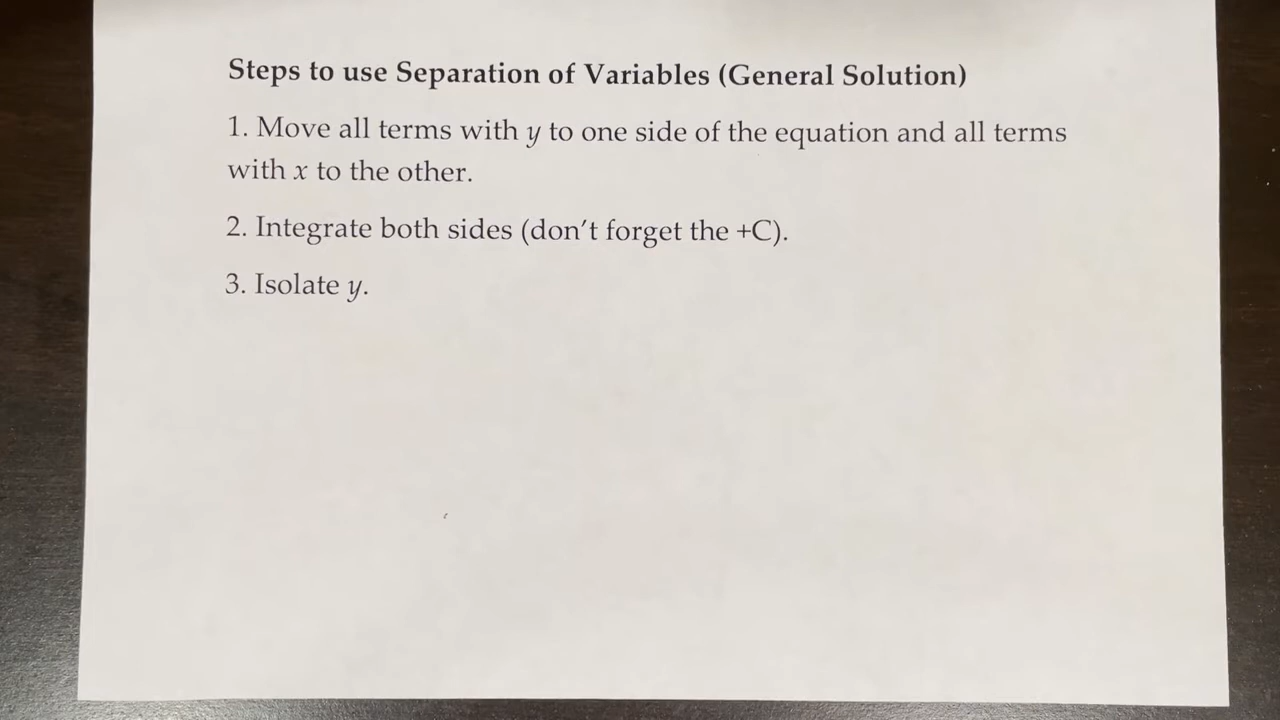 Steps to use Separation of Variables (General Solution)
1. Move all terms with y to one side of the equation and all terms
with x to the other.
2. Integrate both sides (don't forget the +C).
3. Isolate y.